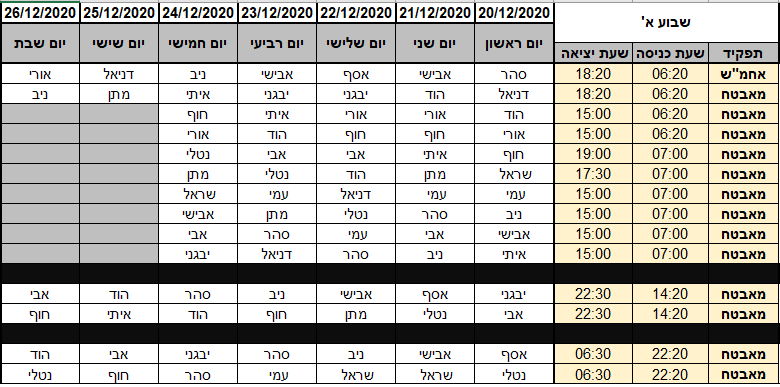 שבוע א' 20/12/2020 21/12/2020 22/12/2020 23/12/2020 24/12/2020 25/12/2020 26/12/2020
תפקיד שעת כניסה שעת יציאה יום ראשון יום שני יום שלישי יום רביעי יום חמישי יום שישי יום שבת
אחמ"ש 06:20 18:20 סהר אבישי אסף אבישי ניב דניאל אורי
מאבטח 06:20 18:20 דניאל הוד יבגני יבגני איתי מתן ניב
מאבטח 06:20 15:00 הוד אורי אורי איתי חוף
מאבטח 06:20 15:00 אורי חוף חוף הוד אורי
מאבטח 07:00 19:00 חוף איתי אבי אבי נטלי
מאבטח 07:00 17:30 שראל מתן הוד נטלי מתן
מאבטח 07:00 15:00 עמי עמי דניאל עמי שראל
מאבטח 07:00 15:00 ניב סהר נטלי מתן אבישי
מאבטח 07:00 15:00 אבישי אבי עמי סהר אבי
מאבטח 07:00 15:00 איתי ניב סהר דניאל יבגני
מאבטח 14:20 22:30 יבגני אסף אבישי ניב סהר הוד אבי
מאבטח 14:20 22:30 אבי נטלי מתן חוף הוד איתי חוף
מאבטח 22:20 06:30 אסף אבישי ניב סהר יבגני אבי הוד
מאבטח 22:20 06:30 נטלי שראל שראל עמי סהר חוף נטלי